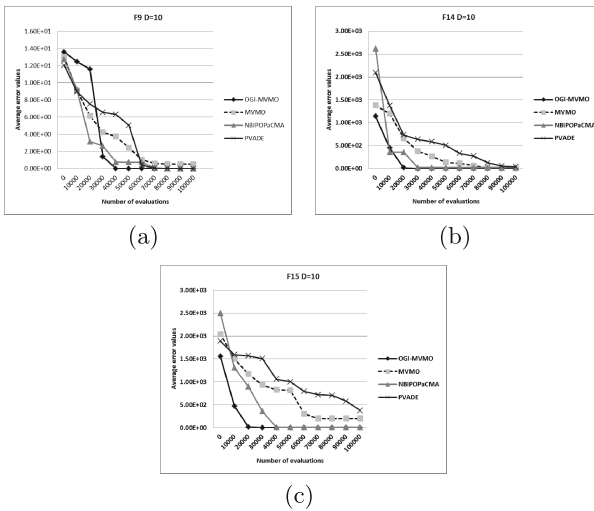 F9 D=10
Average error values
1.60E+01
1.40E+01
1.20E+01
1.00E+01
8.00E+00
6.00E+00
4.00E+00
2.00E+00
0.00E+00
0
10000
20000
30000
40000
50000
60000
70000
80000
90000
100000
Number of evaluations
OGI-MVMO
MVMO
NBIPOPaCMA
PVADE
(a)
F14 D=10
Average error values
3.00E+03
2.50E+03
2.00E+03
1.50E+03
1.00E+03
5.00E+02
0.00E+00
0
10000
20000
30000
40000
50000
60000
70000
80000
90000
100000
Number of evaluations
OGI-MVMO
MVMO
NBIPOPaCMA
PVADE
(b)
F15 D=10
Average error values
3.00E+03
2.50E+03
2.00E+03
1.50E+03
1.00E+03
5.00E+02
0.00E+00
0
10000
20000
30000
40000
50000
60000
70000
80000
90000
100000
Number of evaluations
OGI-MVMO
MVMO
NBIPOPaCMA
PVADE
(c)